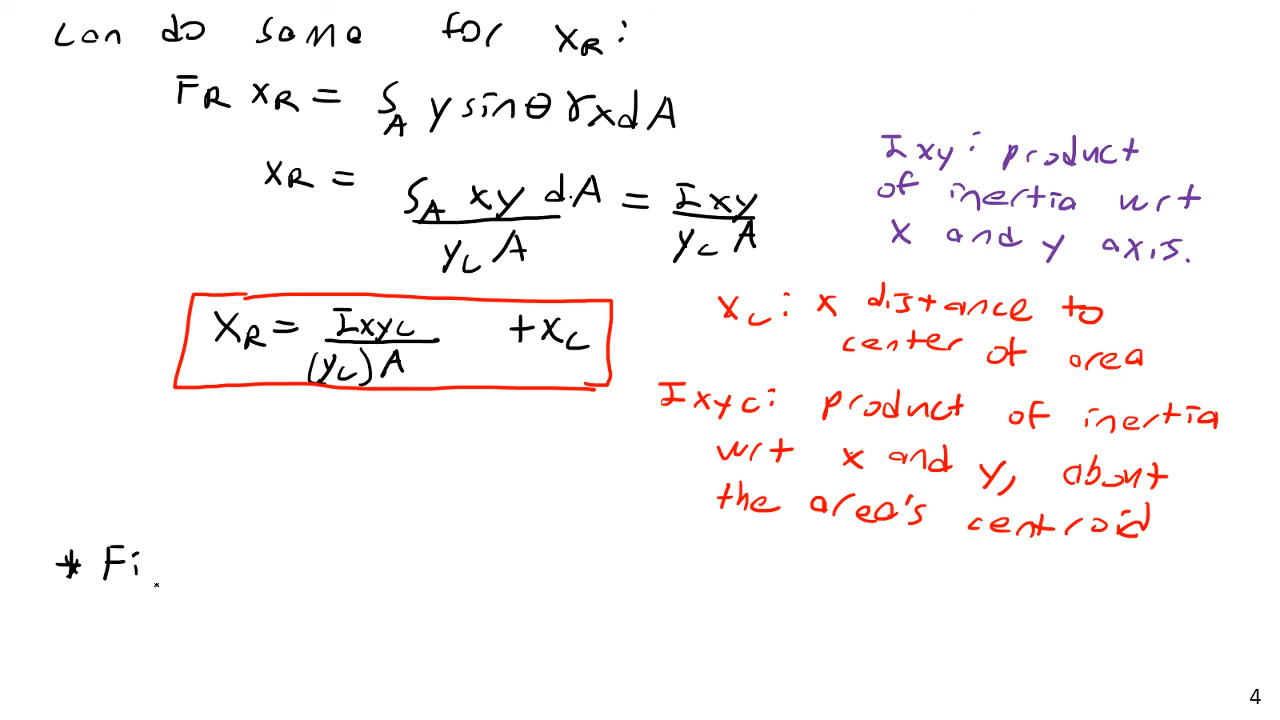 can do same for xR:
FR xR = ∫A y sinθ γxdA
xR = ∫A xy dA / yc A = Ixy / yc A
xR = Ixyc / (yc) A + xc
Ixy: product
of inertia wrt
x and y axis.
xc: x distance to
center of area
Ixyc: product of inertia
wrt x and y, about
the area's centroid
* Fi
4